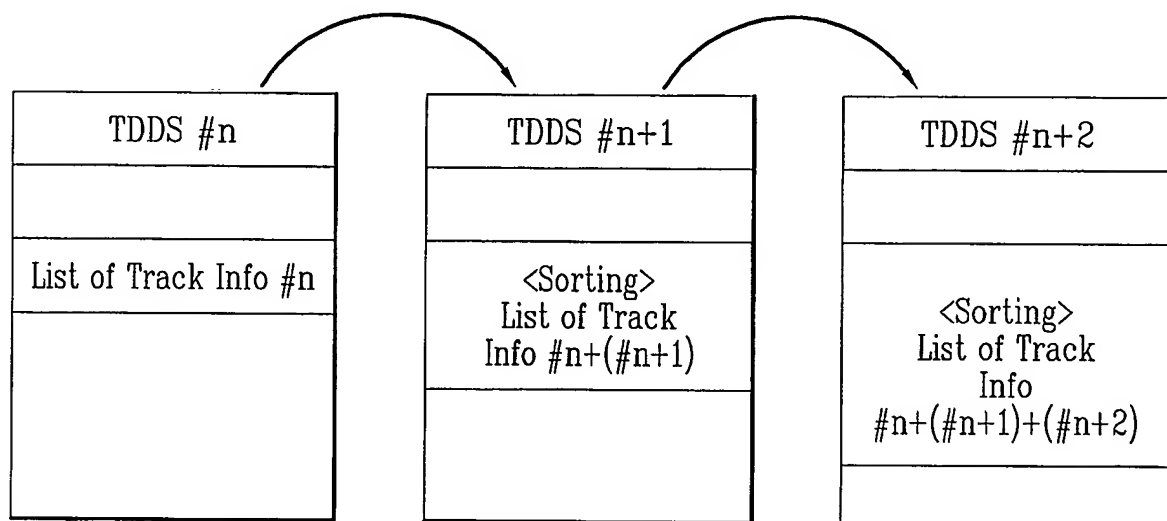 TDDS #n
List of Track Info #n
TDDS #n+1
<Sorting>
List of Track
Info #n+(#n+1)
TDDS #n+2
<Sorting>
List of Track
Info
#n+(#n+1)+(#n+2)